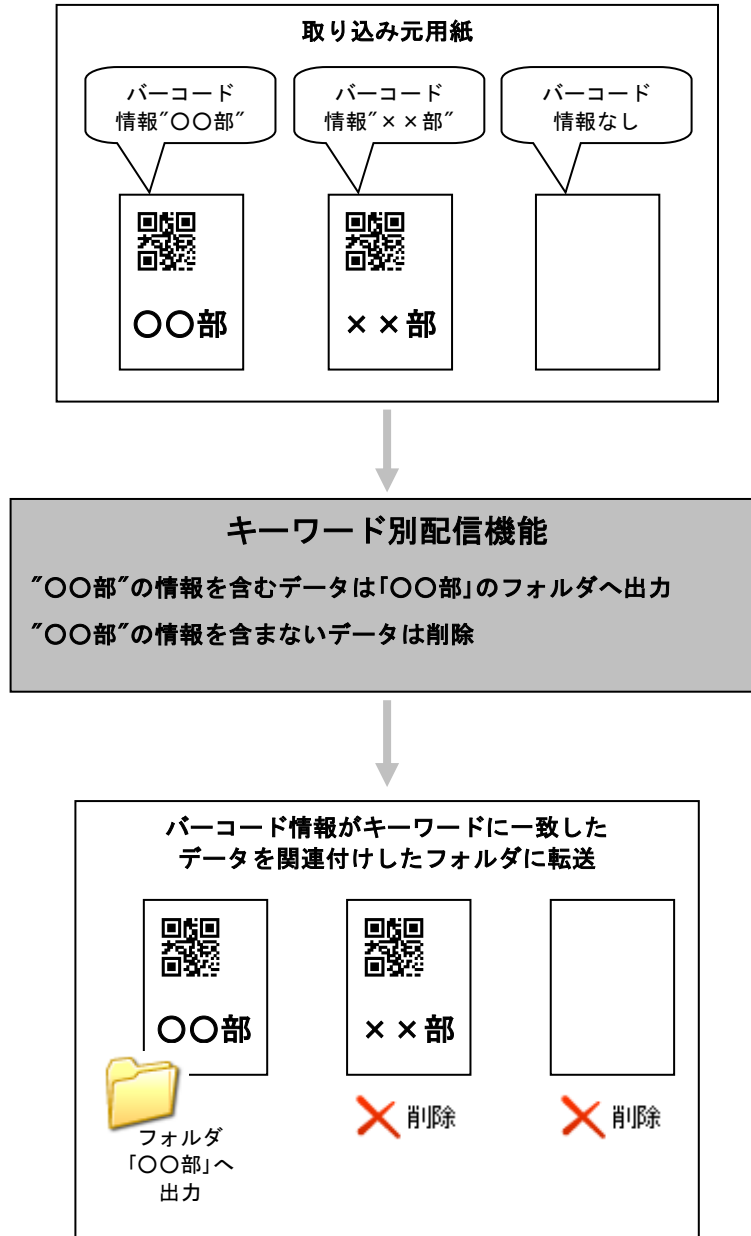 取り込み元用紙
バーコード
情報″〇〇部″
バーコード
情報″××部″
バーコード
情報なし
〇〇部
××部
キーワード別配信機能
″〇〇部″の情報を含むデータは「〇〇部」のフォルダへ出力
″〇〇部″の情報を含まないデータは削除
バーコード情報がキーワードに一致した
データを関連付けしたフォルダに転送
〇〇部
××部
フォルダ
「〇〇部」へ
出力
削除
削除